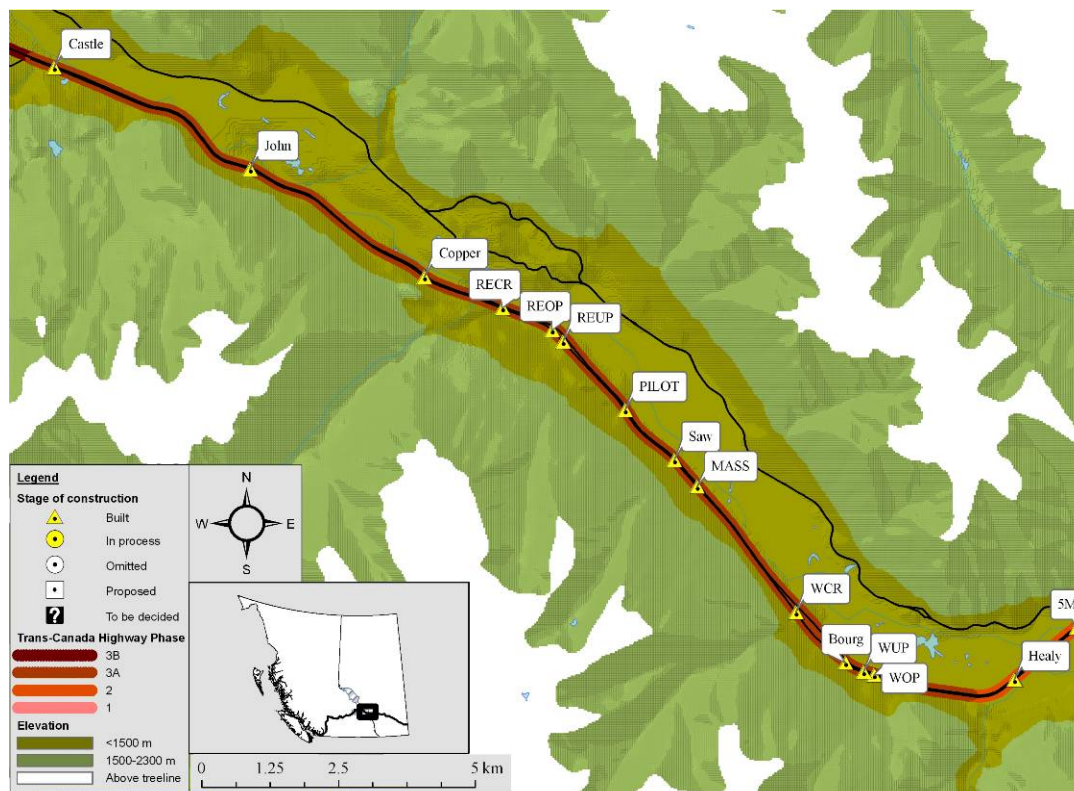 Castle
John
Copper
RECR
REOP
REUP
PILOT
Saw
MASS
WCR
5M
Bourg
WUP
WOP
Healy
Legend
Stage of construction
Built
In process
Omitted
Proposed
? To be decided
Trans-Canada Highway Phase
3B
3A
2
1
Elevation
<1500 m
1500-2300 m
Above treeline
N
W E
S
0 1.25 2.5 5 km